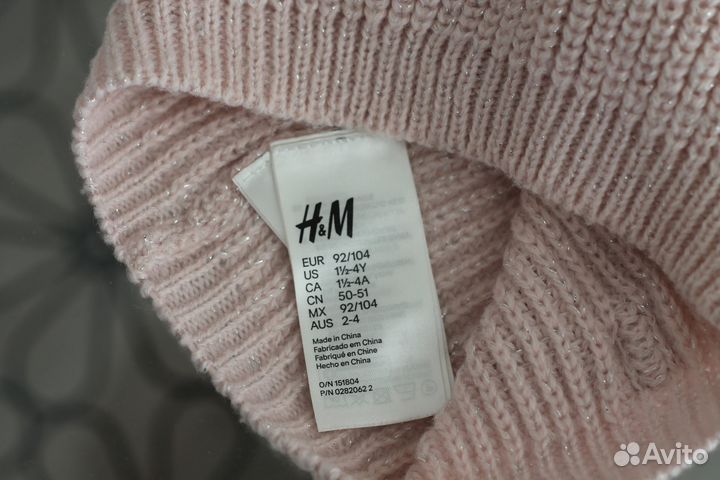 H&M
EUR 92/104
US 1½-4Y
CA 1½-4A
CN 50-51
MX 92/104
AUS 2-4
Made in China
Fabricado em China
Fabriqué en Chine
Hecho en China
O/N 151804
P/N 0282062 2
Avito